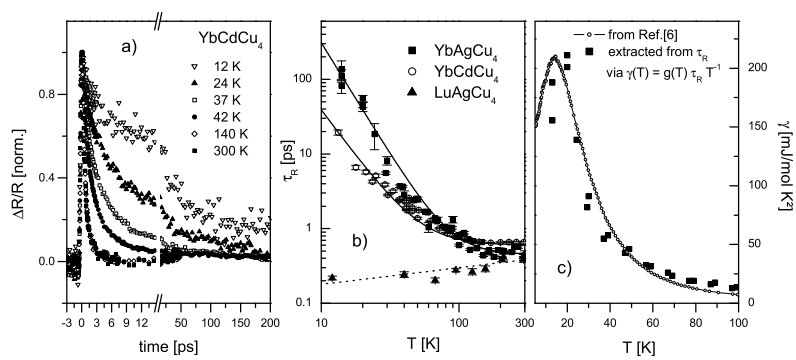 a)
YbCdCu4
12 K
24 K
37 K
42 K
140 K
300 K
ΔR/R [norm.]
0.8
0.4
0.0
-3 0 3 6 9 12 50 100 150 200
time [ps]
b)
YbAgCu4
YbCdCu4
LuAgCu4
τR [ps]
100
10
1
0.1
10 100 300
T [K]
c)
from Ref.[6]
extracted from τR
via γ(T) = g(T) τR T-1
γ [mJ/mol K²]
200
150
100
50
0
20 40 60 80 100
T [K]